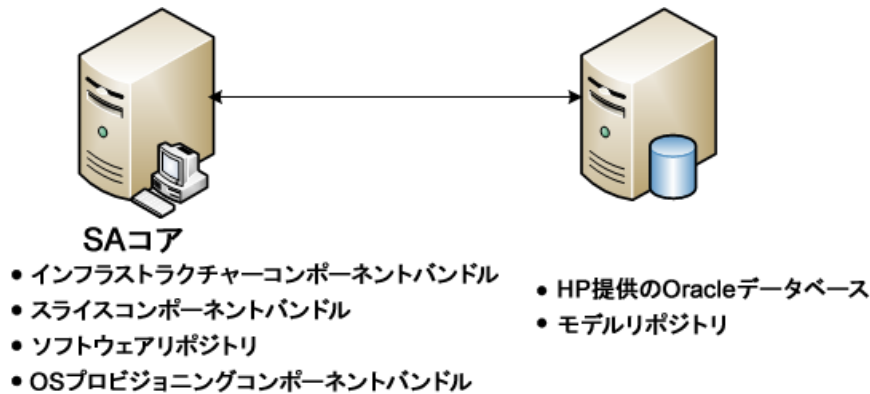 SAコア
• インフラストラクチャーコンポーネントバンドル
• スライスコンポーネントバンドル
• ソフトウェアリポジトリ
• OSプロビジョニングコンポーネントバンドル
• HP提供のOracleデータベース
• モデルリポジトリ